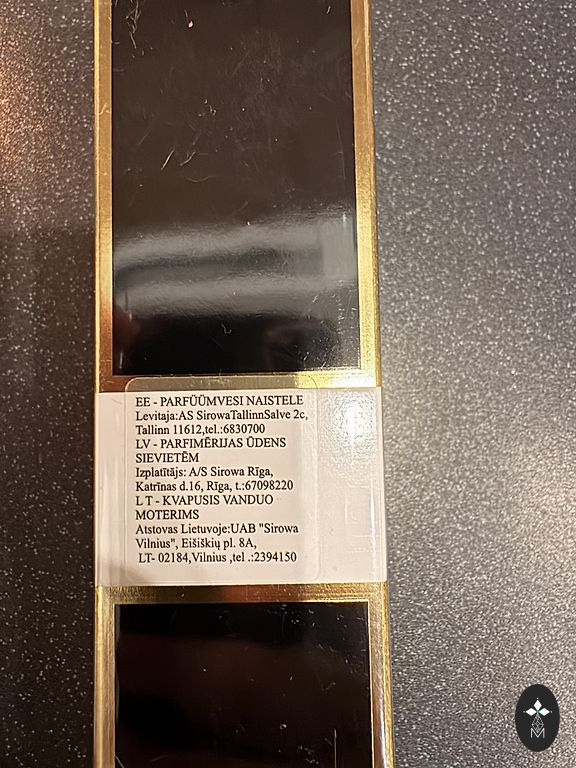 EE - PARFÜÜMVESI NAISTELE
Levitaja:AS SirowaTallinnSalve 2c,
Tallinn 11612,tel.:6830700
LV - PARFIMĒRIJAS ŪDENS
SIEVIETĒM
Izplatītājs: A/S Sirowa Rīga,
Katrīnas d.16, Rīga, t.:67098220
L T - KVAPUSIS VANDUO
MOTERIMS
Atstovas Lietuvoje:UAB "Sirowa
Vilnius", Eišiškių pl. 8A,
LT- 02184,Vilnius ,tel .:2394150
M